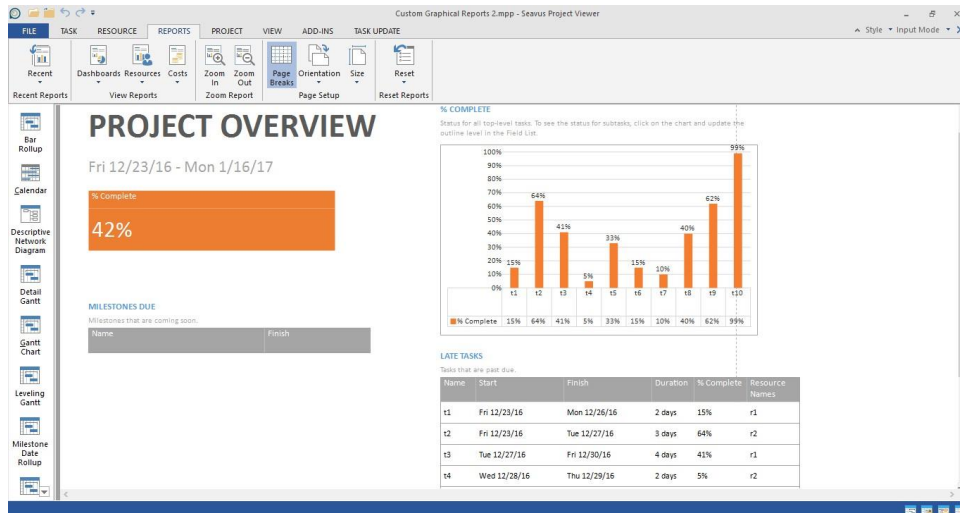 Custom Graphical Reports 2.mpp - Seavus Project Viewer
FILE TASK RESOURCE REPORTS PROJECT VIEW ADD-INS TASK UPDATE Style Input Mode
Recent
Dashboards Resources Costs
Zoom In
Zoom Out
Page Breaks
Orientation Size
Reset
Recent Reports View Reports Zoom Report Page Setup Reset Reports
Bar
Rollup
Calendar
Descriptive
Network
Diagram
Detail
Gantt
Gantt
Chart
Leveling
Gantt
Milestone
Date
Rollup
PROJECT OVERVIEW
Fri 12/23/16 - Mon 1/16/17
% Complete
42%
MILESTONES DUE
Milestones that are coming soon.
Name Finish
% COMPLETE
Status for all top-level tasks. To see the status for subtasks, click on the chart and update the
outline level in the Field List.
100%
90%
80%
70%
60%
50%
40%
30%
20%
10%
0%
15% 64% 41% 5% 33% 15% 10% 40% 62% 99%
t1 t2 t3 t4 t5 t6 t7 t8 t9 t10
% Complete 15% 64% 41% 5% 33% 15% 10% 40% 62% 99%
LATE TASKS
Tasks that are past due.
Name Start Finish Duration % Complete Resource
Names
t1 Fri 12/23/16 Mon 12/26/16 2 days 15% r1
t2 Fri 12/23/16 Tue 12/27/16 3 days 64% r2
t3 Tue 12/27/16 Fri 12/30/16 4 days 41% r1
t4 Wed 12/28/16 Thu 12/29/16 2 days 5% r2